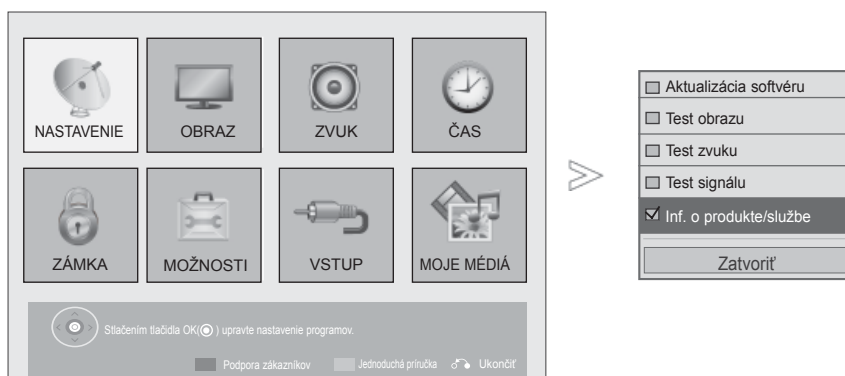 NASTAVENIE
OBRAZ
ZVUK
ČAS
ZÁMKA
MOŽNOSTI
VSTUP
MOJE MÉDIÁ
Stlačením tlačidla OK( ) upravte nastavenie programov.
Podpora zákazníkov
Jednoduchá príručka
Ukončiť
Aktualizácia softvéru
Test obrazu
Test zvuku
Test signálu
Inf. o produkte/službe
Zatvoriť